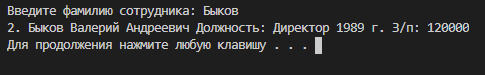 Введите фамилию сотрудника: Быков
2. Быков Валерий Андреевич Должность: Директор 1989 г. З/п: 120000
Для продолжения нажмите любую клавишу . . .